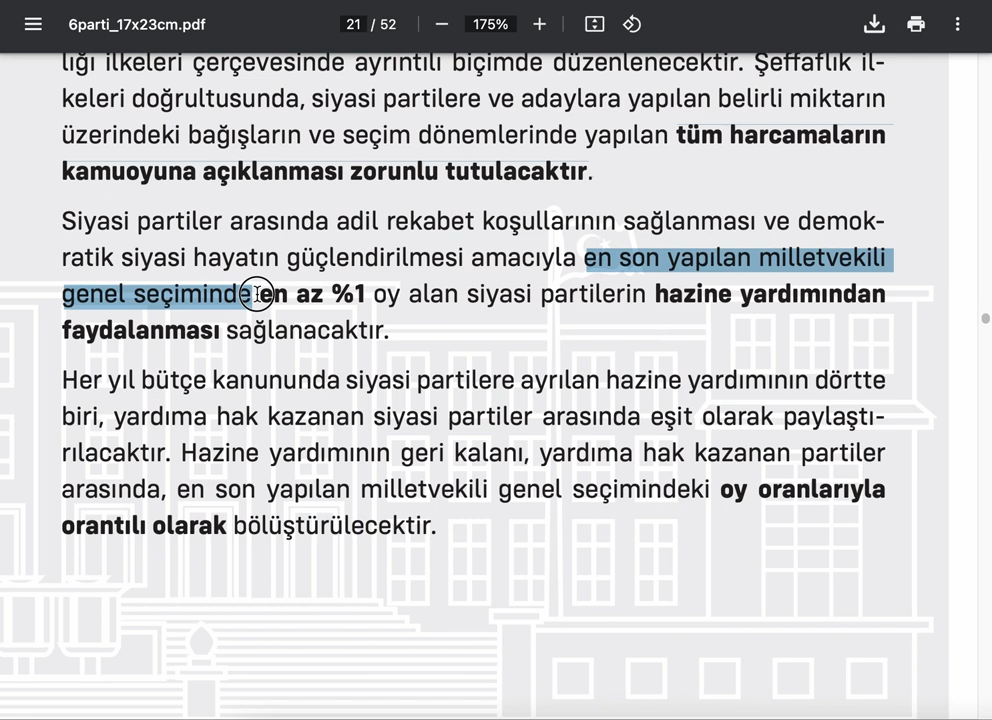 6parti_17x23cm.pdf
21 / 52
175%
lığı ilkeleri çerçevesinde ayrıntılı biçimde düzenlenecektir. Şeffaflık il-
keleri doğrultusunda, siyasi partilere ve adaylara yapılan belirli miktarın
üzerindeki bağışların ve seçim dönemlerinde yapılan tüm harcamaların
kamuoyuna açıklanması zorunlu tutulacaktır.
Siyasi partiler arasında adil rekabet koşullarının sağlanması ve demok-
ratik siyasi hayatın güçlendirilmesi amacıyla en son yapılan milletvekili
genel seçiminde en az %1 oy alan siyasi partilerin hazine yardımından
faydalanması sağlanacaktır.
Her yıl bütçe kanununda siyasi partilere ayrılan hazine yardımının dörtte
biri, yardıma hak kazanan siyasi partiler arasında eşit olarak paylaştı-
rılacaktır. Hazine yardımının geri kalanı, yardıma hak kazanan partiler
arasında, en son yapılan milletvekili genel seçimindeki oy oranlarıyla
orantılı olarak bölüştürülecektir.